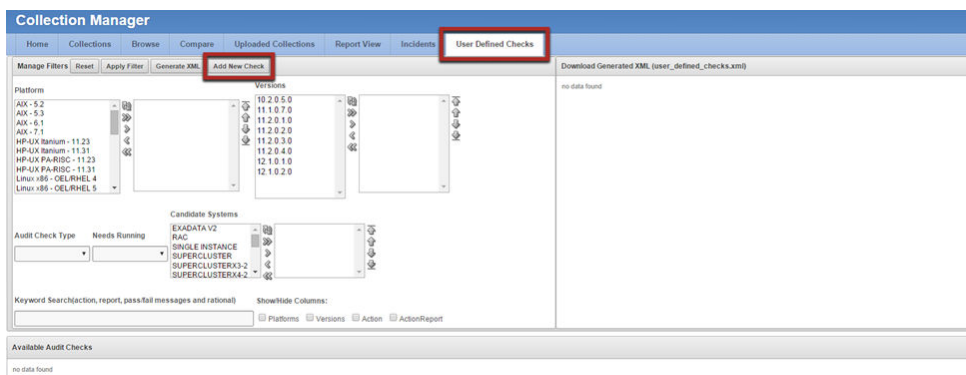 Collection Manager
Home Collections Browse Compare Uploaded Collections Report View Incidents User Defined Checks
Manage Filters Reset Apply Filter Generate XML Add New Check
Download Generated XML (user_defined_checks.xml)
no data found
Platform
AIX - 5.2
AIX - 5.3
AIX - 6.1
AIX - 7.1
HP-UX Itanium - 11.23
HP-UX Itanium - 11.31
HP-UX PA-RISC - 11.23
HP-UX PA-RISC - 11.31
Linux x86 - OEL/RHEL 4
Linux x86 - OEL/RHEL 5
Versions
10.2.0.5.0
11.1.0.7.0
11.2.0.1.0
11.2.0.2.0
11.2.0.3.0
11.2.0.4.0
12.1.0.1.0
12.1.0.2.0
Audit Check Type Needs Running
Candidate Systems
EXADATA V2
RAC
SINGLE INSTANCE
SUPERCLUSTER
SUPERCLUSTERX3-2
SUPERCLUSTERX4-2
Keyword Search(action, report, pass/fail messages and rational)
Show/Hide Columns:
Platforms Versions Action ActionReport
Available Audit Checks
no data found